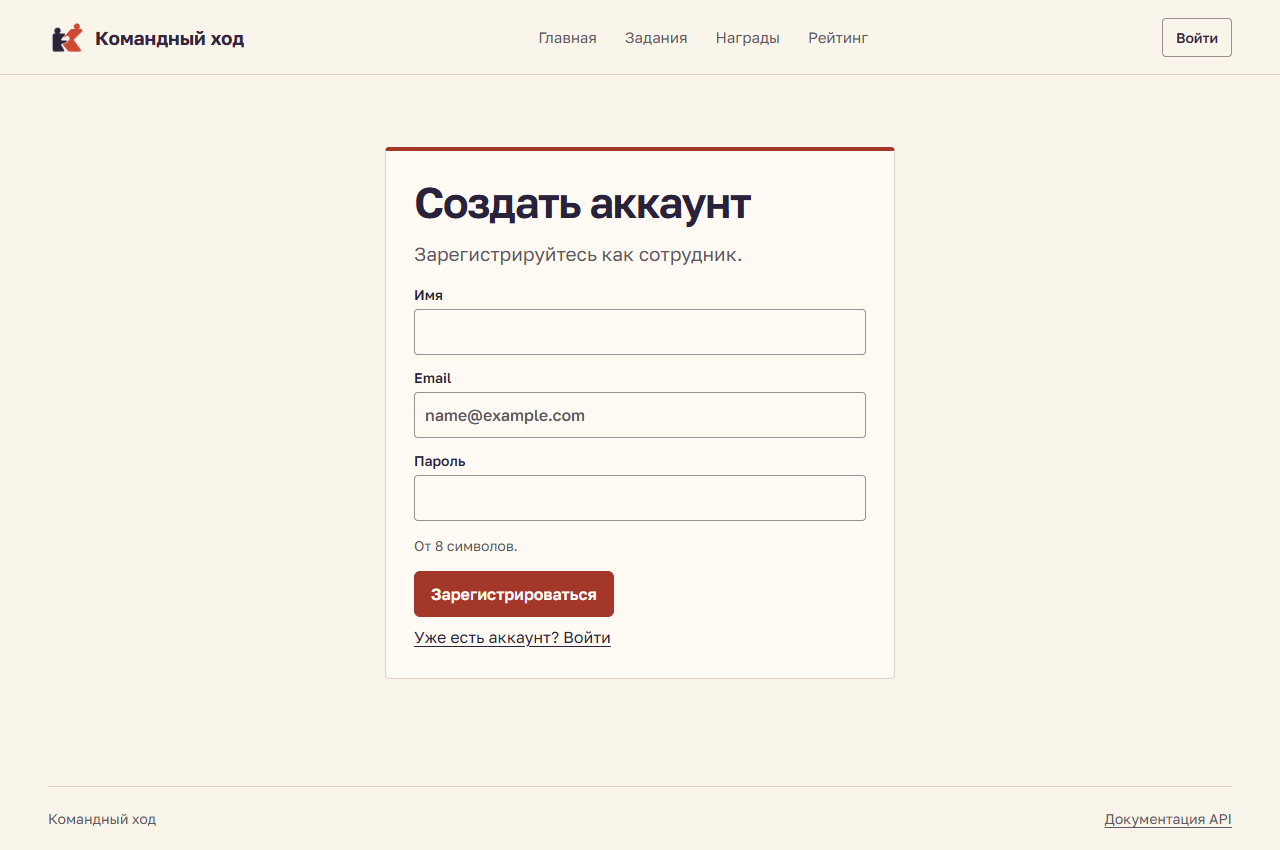 Командный ход
Главная Задания Награды Рейтинг
Войти
Создать аккаунт
Зарегистрируйтесь как сотрудник.
Имя
Email
name@example.com
Пароль
От 8 символов.
Зарегистрироваться
Уже есть аккаунт? Войти
Командный ход
Документация API